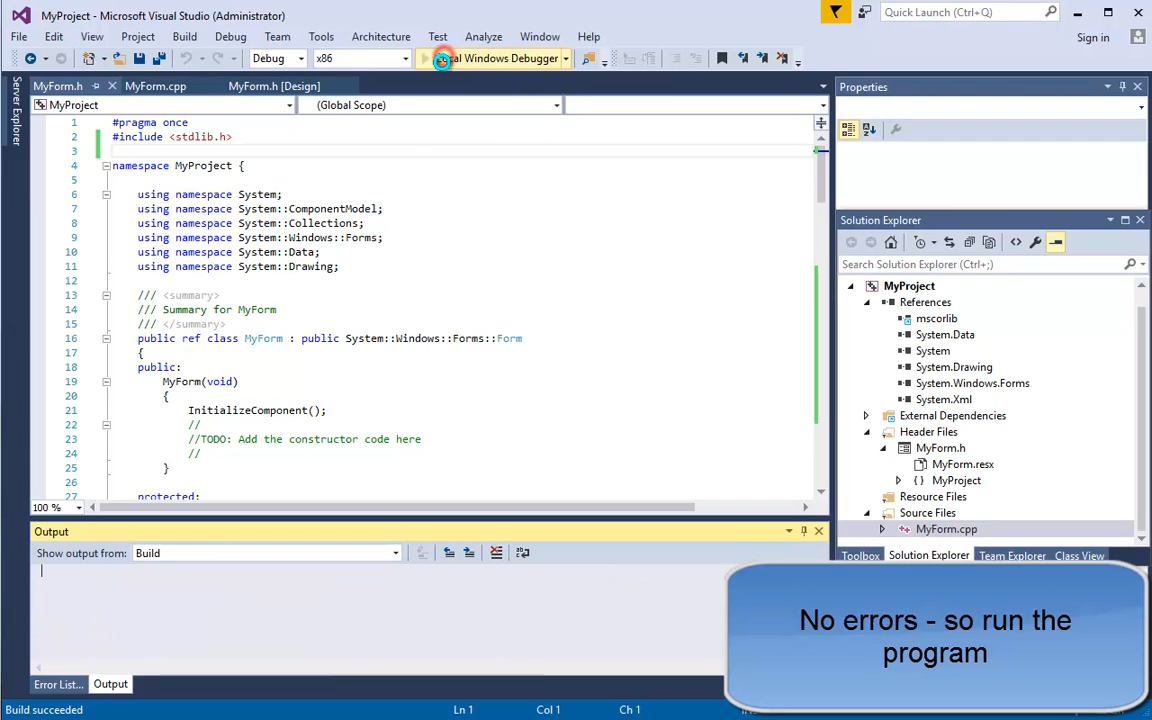 MyProject - Microsoft Visual Studio (Administrator)
Quick Launch (Ctrl+Q)
File Edit View Project Build Debug Team Tools Architecture Test Analyze Window Help
Sign in
Debug x86 Windows Debugger
MyForm.h MyForm.cpp MyForm.h [Design]
MyProject (Global Scope)
Server Explorer
1 #pragma once
2 #include <stdlib.h>
3
4 namespace MyProject {
5
6 using namespace System;
7 using namespace System::ComponentModel;
8 using namespace System::Collections;
9 using namespace System::Windows::Forms;
10 using namespace System::Data;
11 using namespace System::Drawing;
12
13 /// <summary>
14 /// Summary for MyForm
15 /// </summary>
16 public ref class MyForm : public System::Windows::Forms::Form
17 {
18 public:
19 MyForm(void)
20 {
21 InitializeComponent();
22 //
23 //TODO: Add the constructor code here
24 //
25 }
26
27 protected:
100 %
Output
Show output from: Build
Error List... Output
Build succeeded
Ln 1 Col 1 Ch 1
Properties
Solution Explorer
Search Solution Explorer (Ctrl+;)
MyProject
References
mscorlib
System.Data
System
System.Drawing
System.Windows.Forms
System.Xml
External Dependencies
Header Files
MyForm.h
MyForm.resx
{ } MyProject
Resource Files
Source Files
MyForm.cpp
Toolbox Solution Explorer Team Explorer Class View
No errors - so run the
program